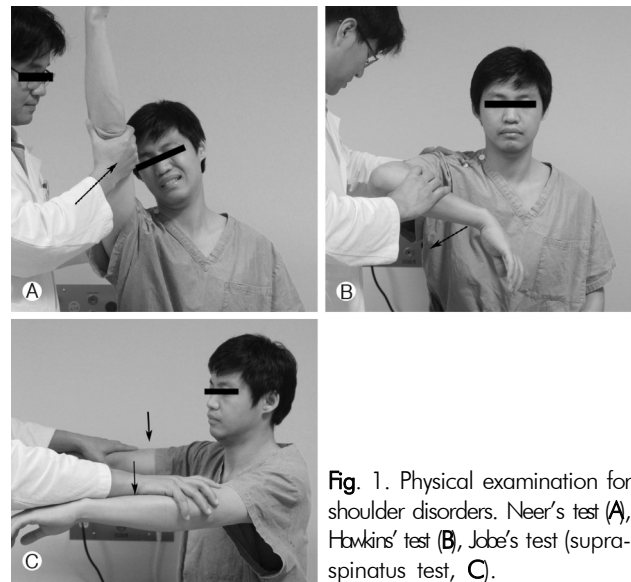 A
B
C
Fig. 1. Physical examination for
shoulder disorders. Neer's test (A),
Hawkins' test (B), Jobe's test (supra-
spinatus test, C).